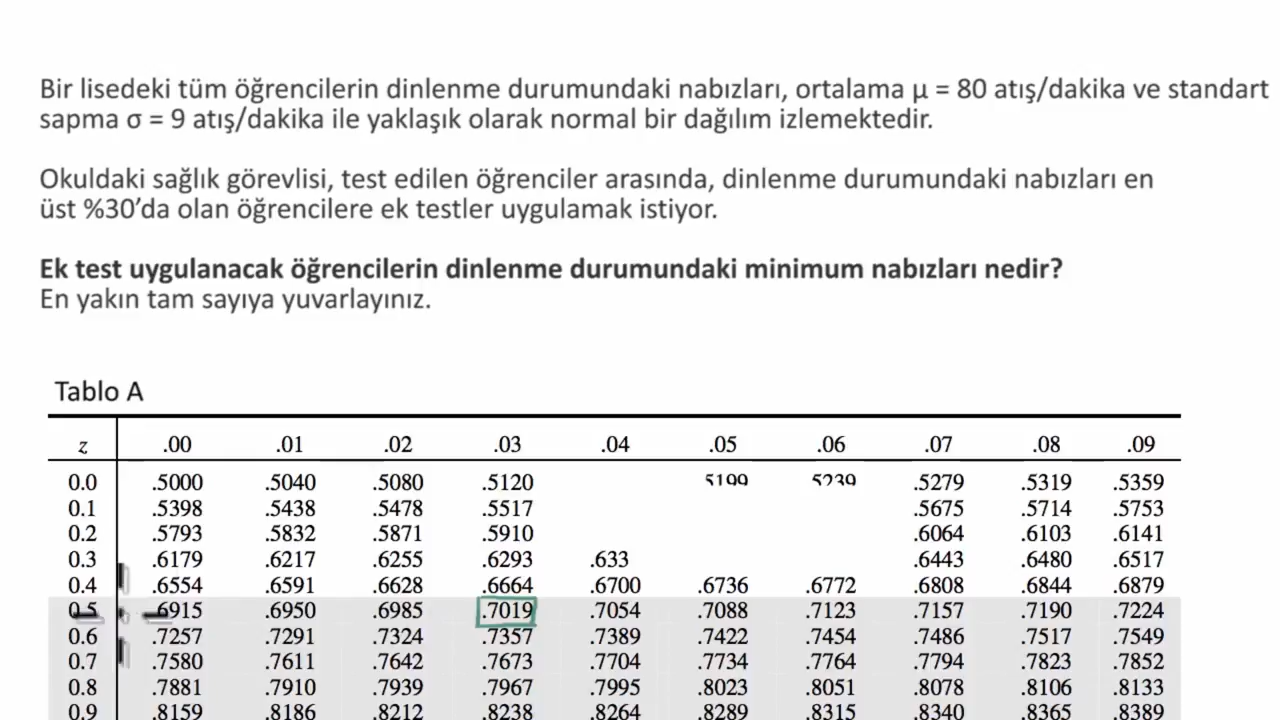 Bir lisedeki tüm öğrencilerin dinlenme durumundaki nabızları, ortalama μ = 80 atış/dakika ve standart
sapma σ = 9 atış/dakika ile yaklaşık olarak normal bir dağılım izlemektedir.
Okuldaki sağlık görevlisi, test edilen öğrenciler arasında, dinlenme durumundaki nabızları en
üst %30’da olan öğrencilere ek testler uygulamak istiyor.
Ek test uygulanacak öğrencilerin dinlenme durumundaki minimum nabızları nedir?
En yakın tam sayıya yuvarlayınız.
Tablo A
z .00 .01 .02 .03 .04 .05 .06 .07 .08 .09
0.0 .5000 .5040 .5080 .5120 .5199 .5239 .5279 .5319 .5359
0.1 .5398 .5438 .5478 .5517 .5675 .5714 .5753
0.2 .5793 .5832 .5871 .5910 .6064 .6103 .6141
0.3 .6179 .6217 .6255 .6293 .633 .6443 .6480 .6517
0.4 .6554 .6591 .6628 .6664 .6700 .6736 .6772 .6808 .6844 .6879
0.5 .6915 .6950 .6985 .7019 .7054 .7088 .7123 .7157 .7190 .7224
0.6 .7257 .7291 .7324 .7357 .7389 .7422 .7454 .7486 .7517 .7549
0.7 .7580 .7611 .7642 .7673 .7704 .7734 .7764 .7794 .7823 .7852
0.8 .7881 .7910 .7939 .7967 .7995 .8023 .8051 .8078 .8106 .8133
0.9 .8159 .8186 .8212 .8238 .8264 .8289 .8315 .8340 .8365 .8389